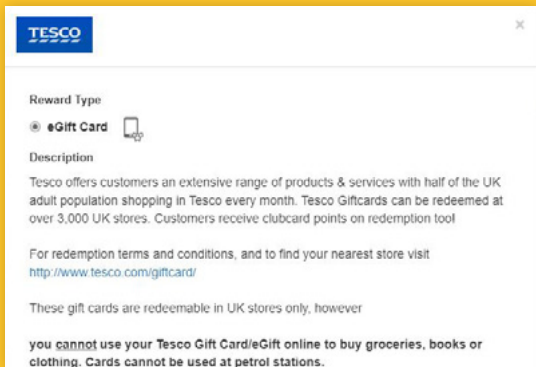 TESCO
×
Reward Type
eGift Card
Description
Tesco offers customers an extensive range of products & services with half of the UK
adult population shopping in Tesco every month. Tesco Giftcards can be redeemed at
over 3,000 UK stores. Customers receive clubcard points on redemption too!
For redemption terms and conditions, and to find your nearest store visit
http://www.tesco.com/giftcard/
These gift cards are redeemable in UK stores only, however
you cannot use your Tesco Gift Card/eGift online to buy groceries, books or
clothing. Cards cannot be used at petrol stations.